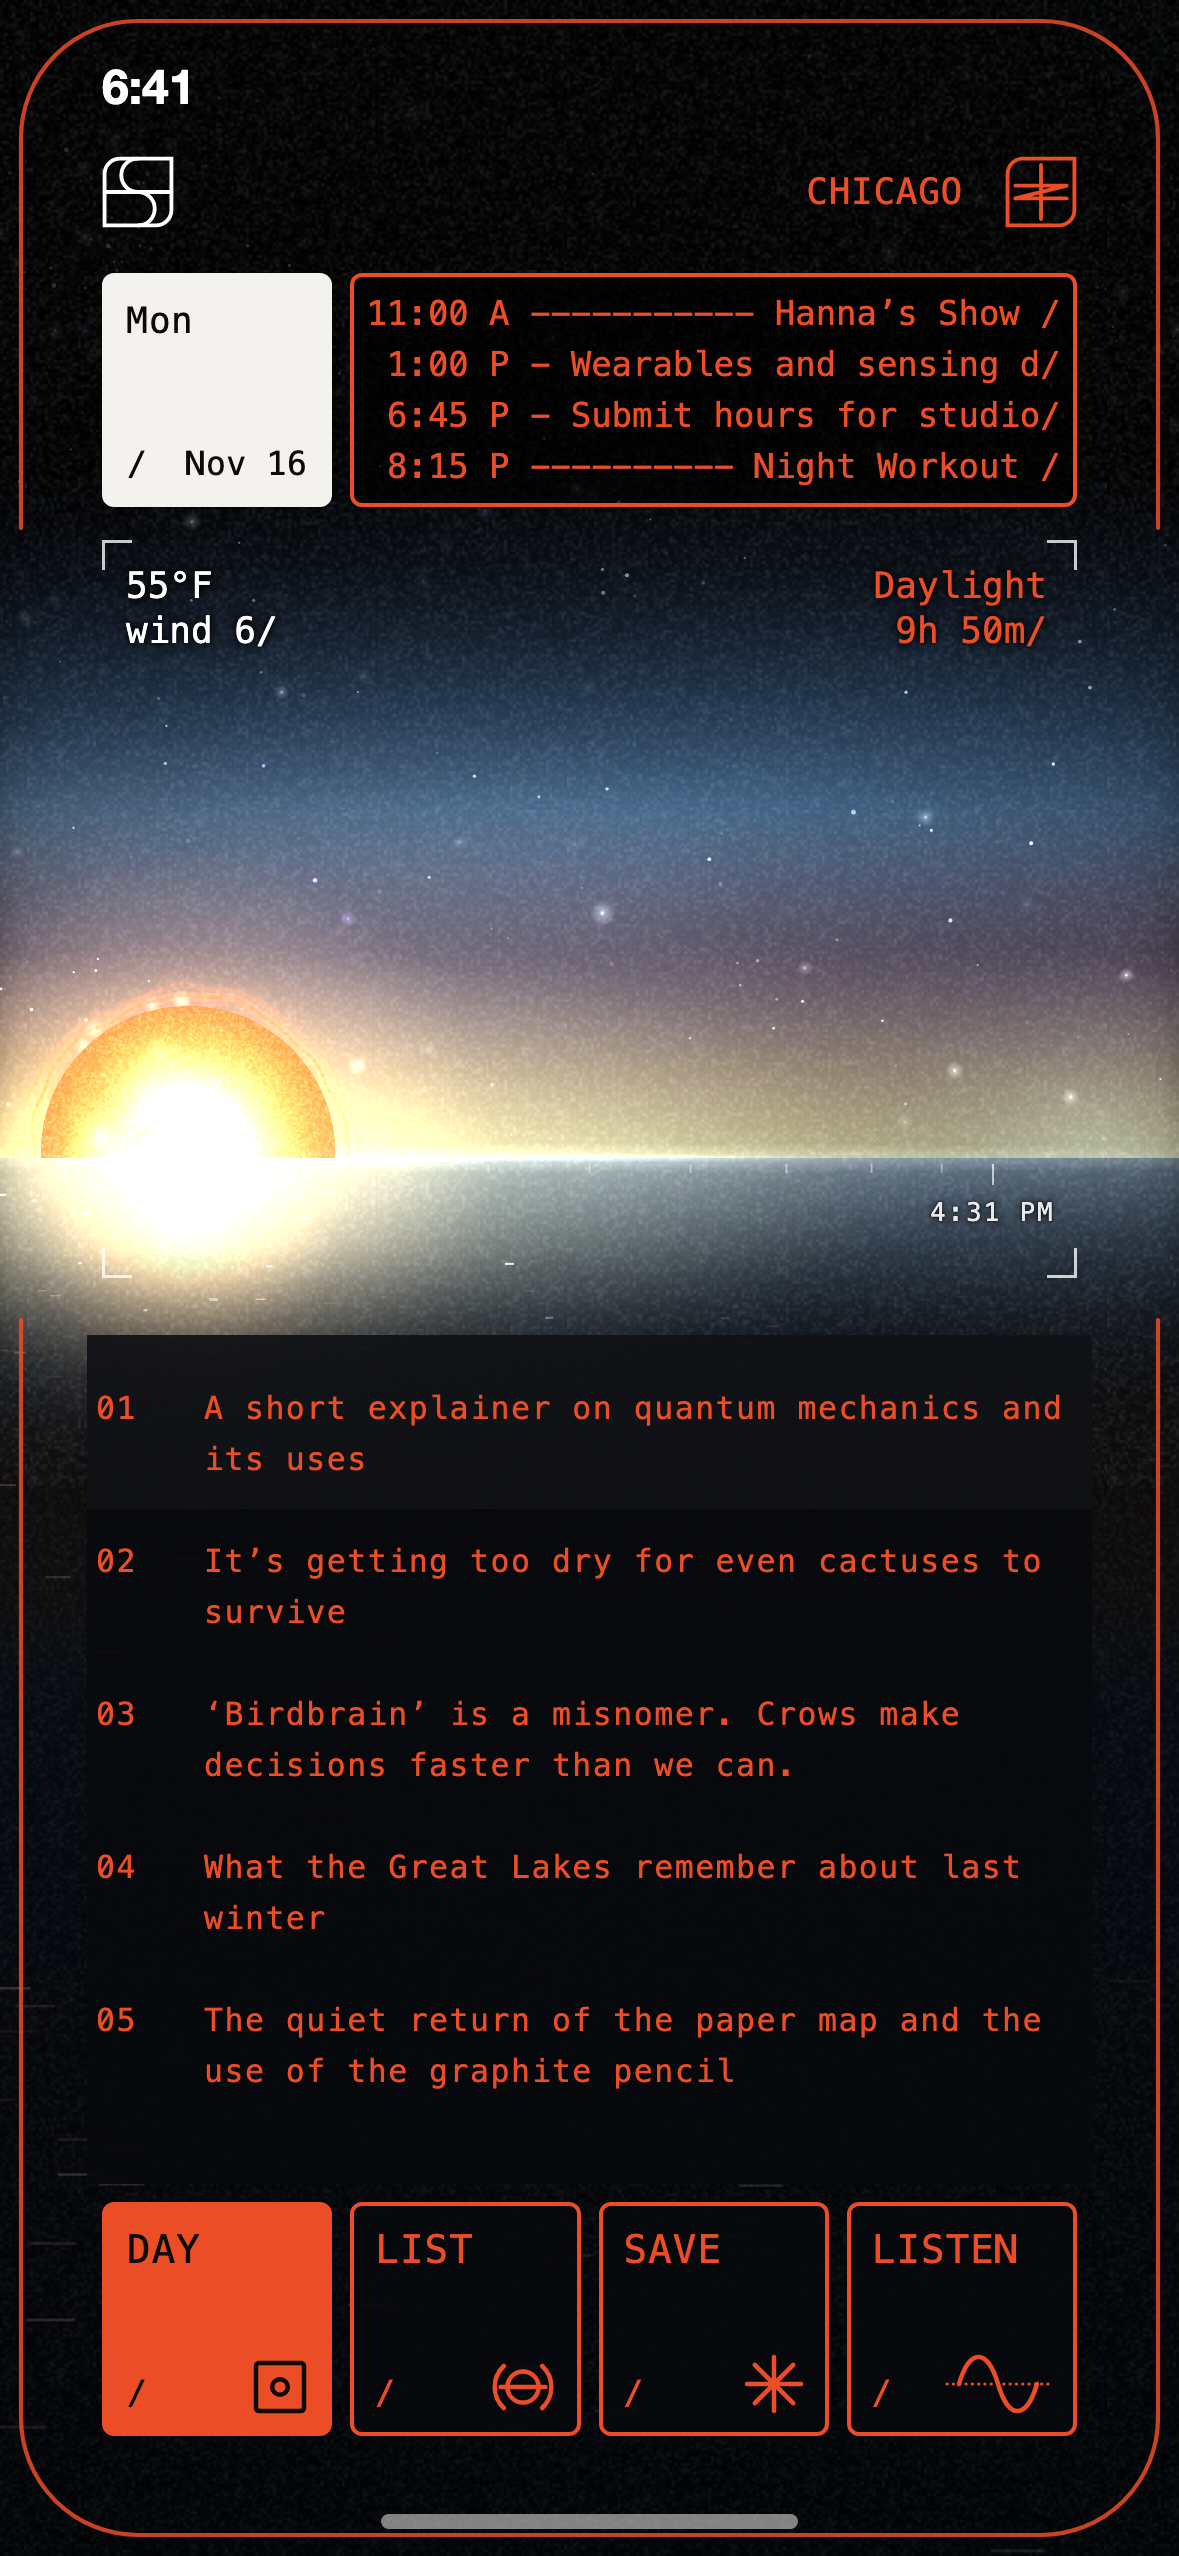 6:41
CHICAGO
Mon
/ Nov 16
11:00 A ——————————— Hanna’s Show /
1:00 P — Wearables and sensing d/
6:45 P — Submit hours for studio/
8:15 P —————————— Night Workout /
55°F
wind 6/
Daylight
9h 50m/
4:31 PM
01 A short explainer on quantum mechanics and
its uses
02 It’s getting too dry for even cactuses to
survive
03 ‘Birdbrain’ is a misnomer. Crows make
decisions faster than we can.
04 What the Great Lakes remember about last
winter
05 The quiet return of the paper map and the
use of the graphite pencil
DAY
/
LIST
/
SAVE
/
LISTEN
/